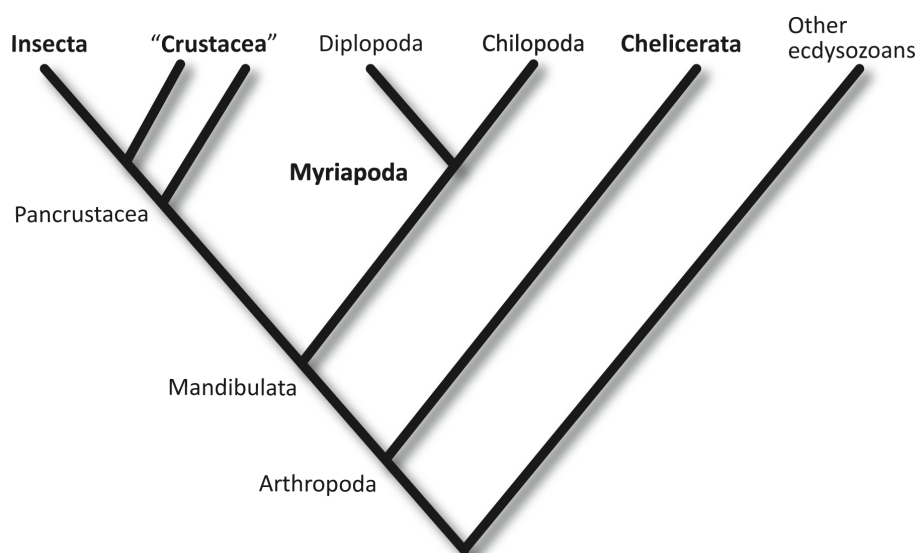 Insecta
“Crustacea”
Diplopoda
Chilopoda
Chelicerata
Other
ecdysozoans
Myriapoda
Pancrustacea
Mandibulata
Arthropoda